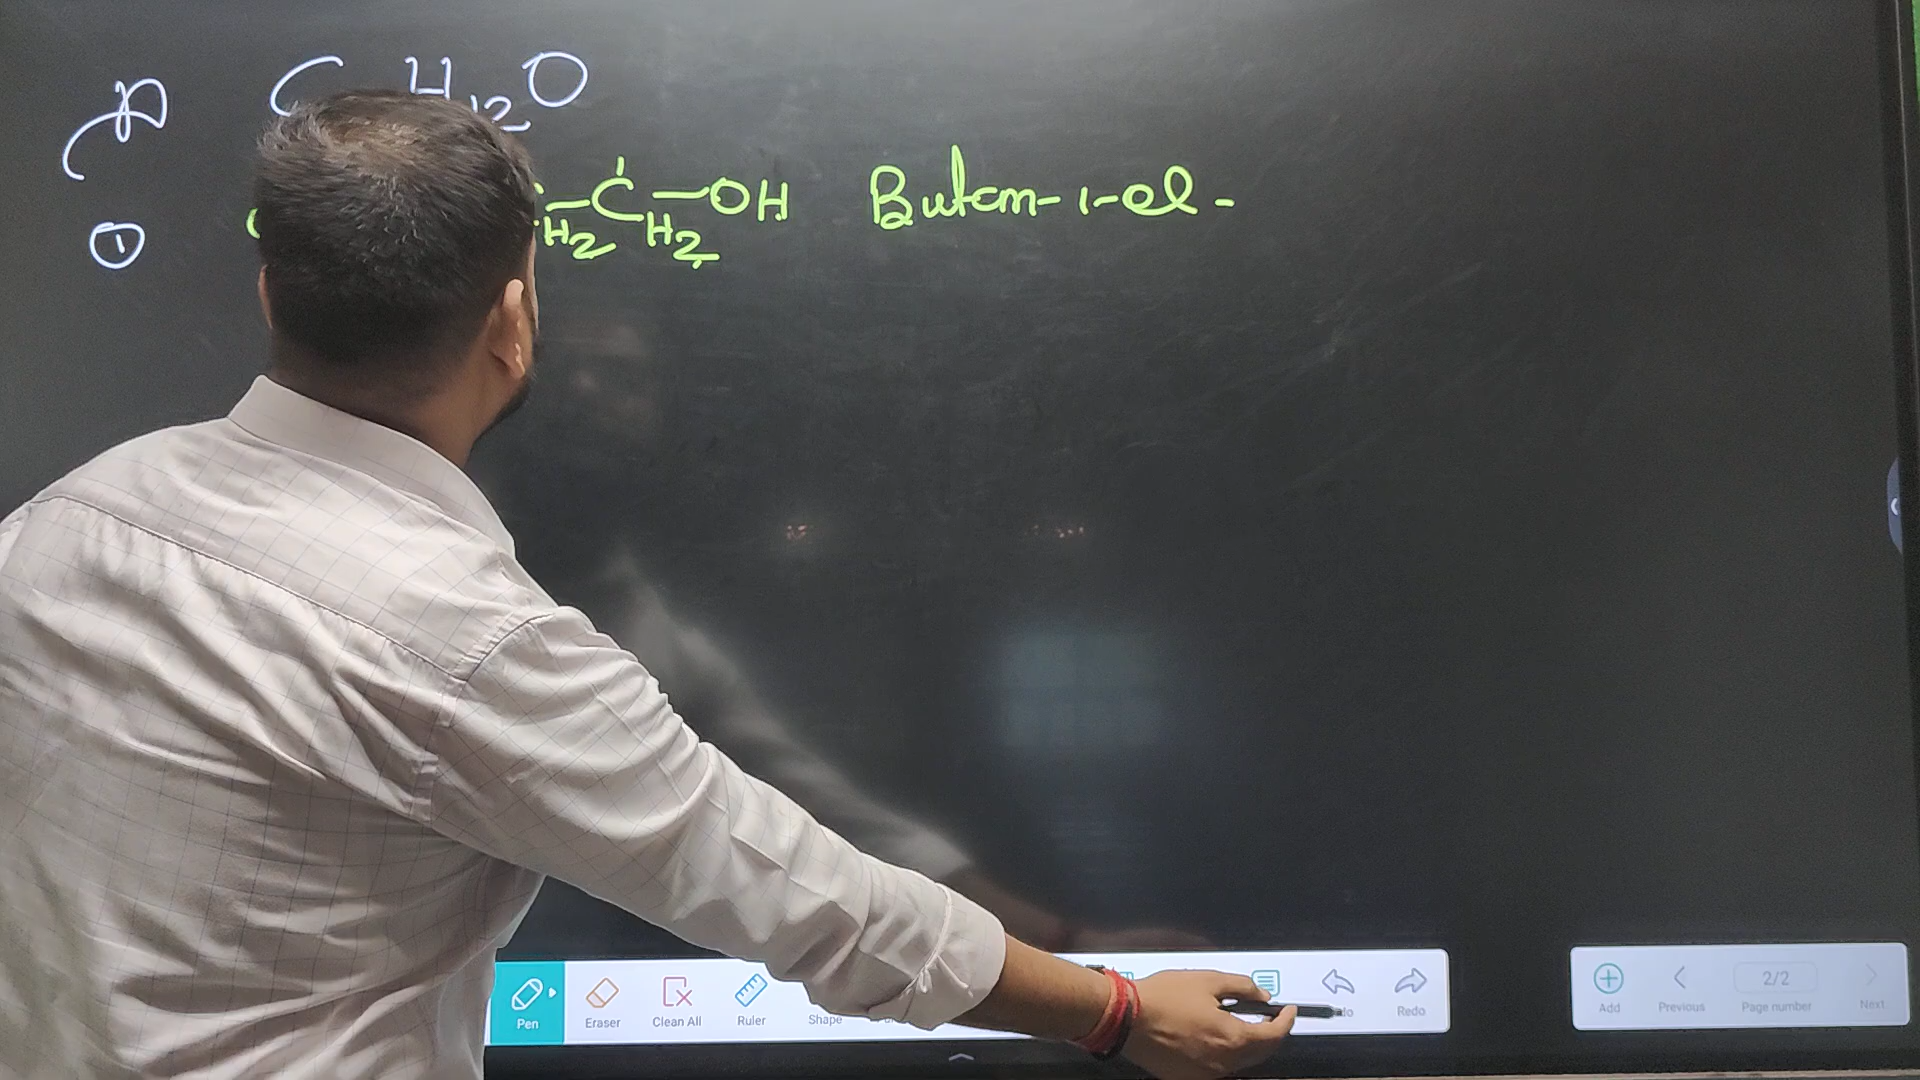 C H12O
①
-C-OH Butan-1-ol-
H2 H2
Pen Eraser Clean All Ruler Shape Redo
Add Previous 2/2 Page number Next